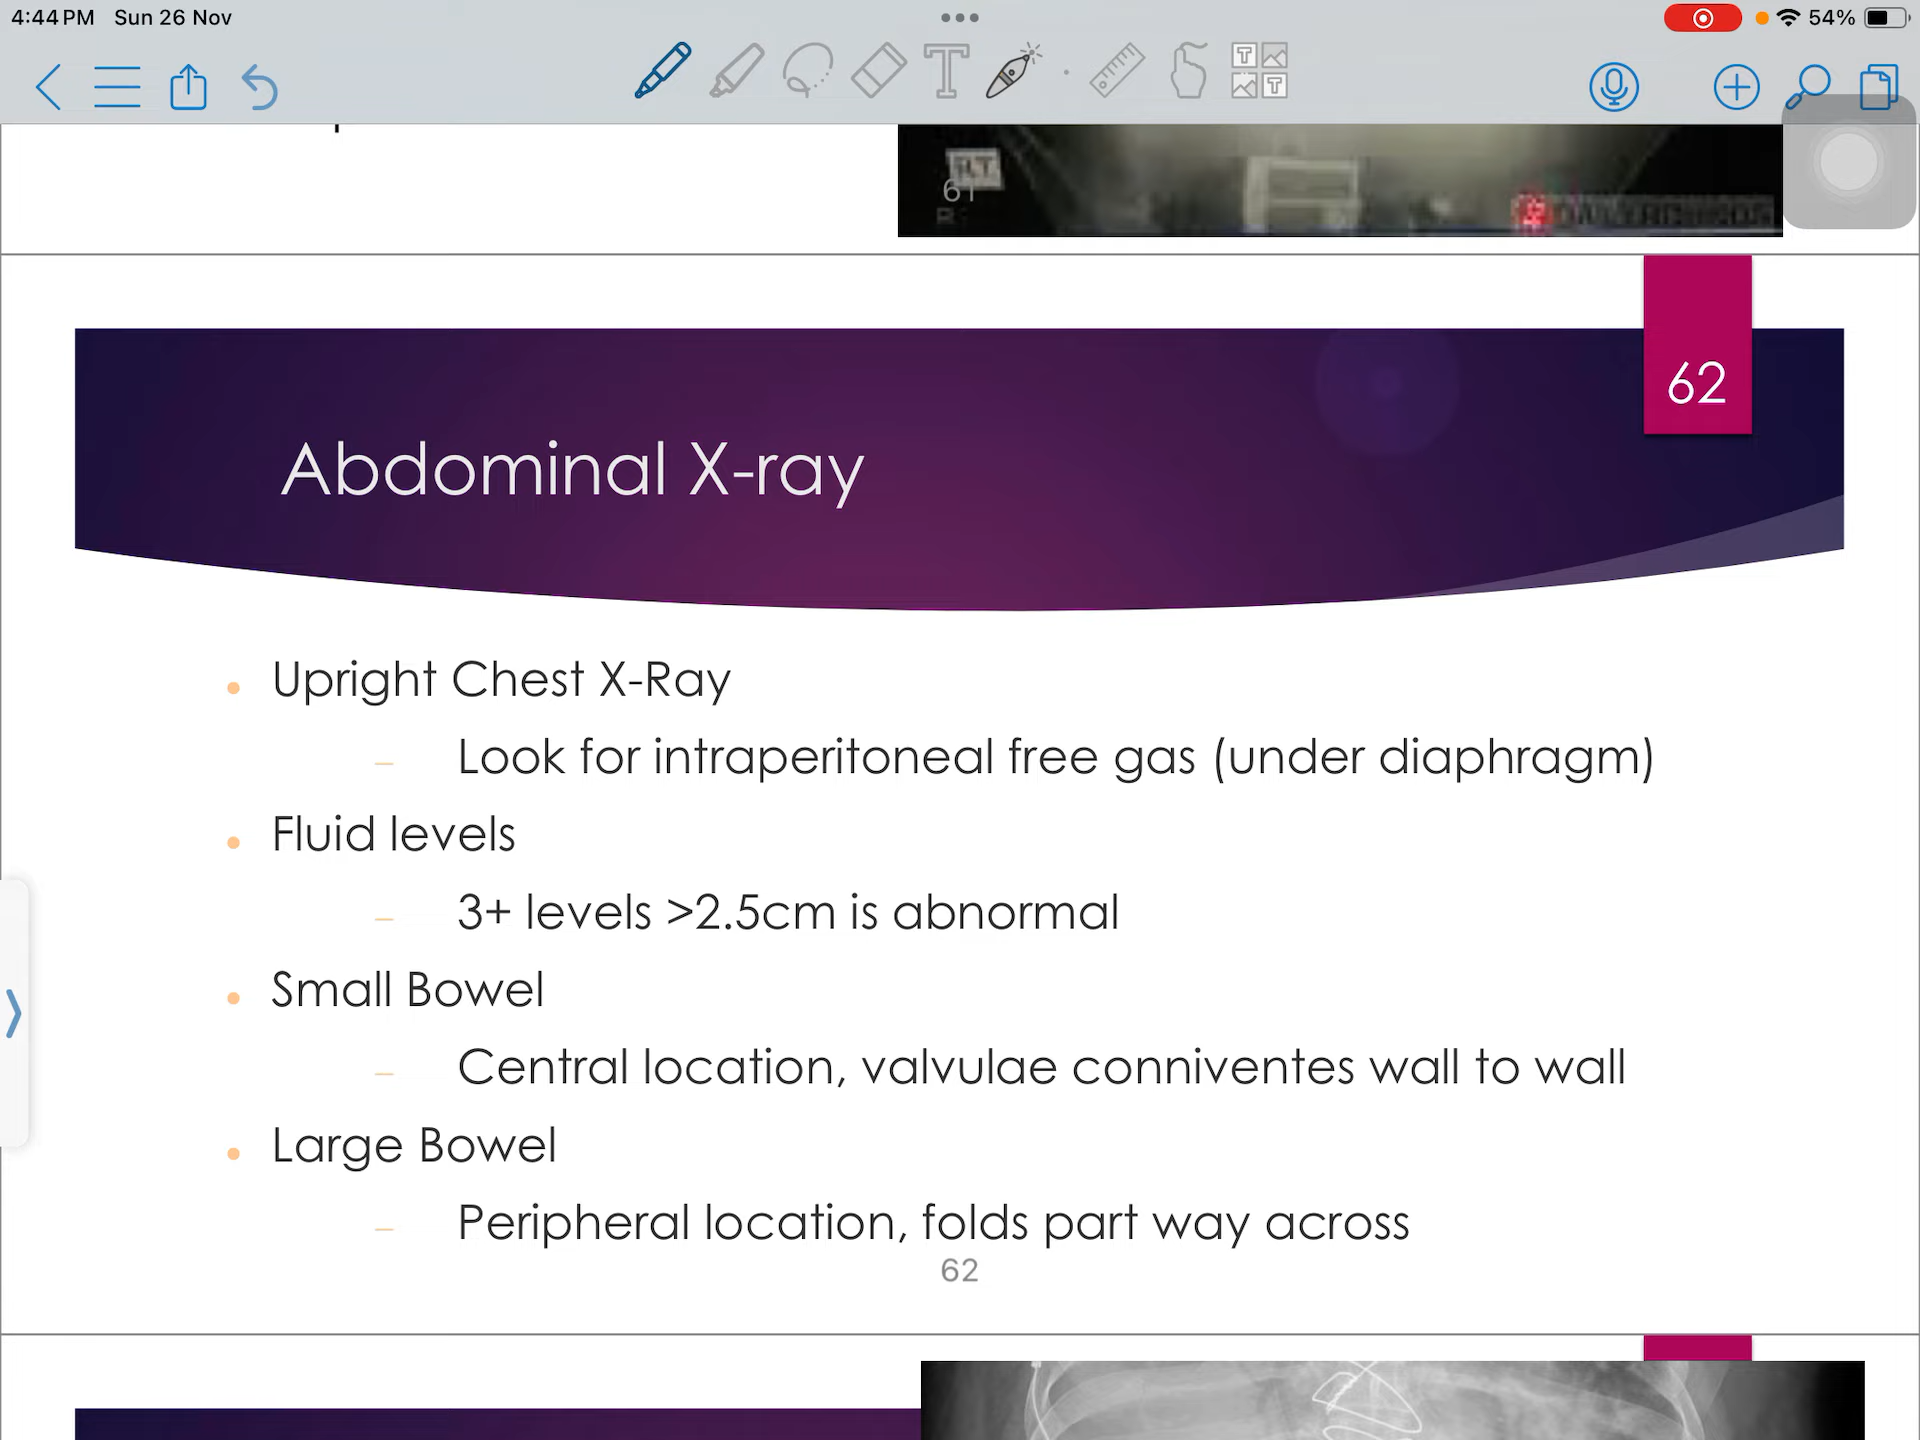 4:44 PM Sun 26 Nov
54%
61
62
Abdominal X-ray
• Upright Chest X-Ray
– Look for intraperitoneal free gas (under diaphragm)
• Fluid levels
– 3+ levels >2.5cm is abnormal
• Small Bowel
– Central location, valvulae conniventes wall to wall
• Large Bowel
– Peripheral location, folds part way across
62